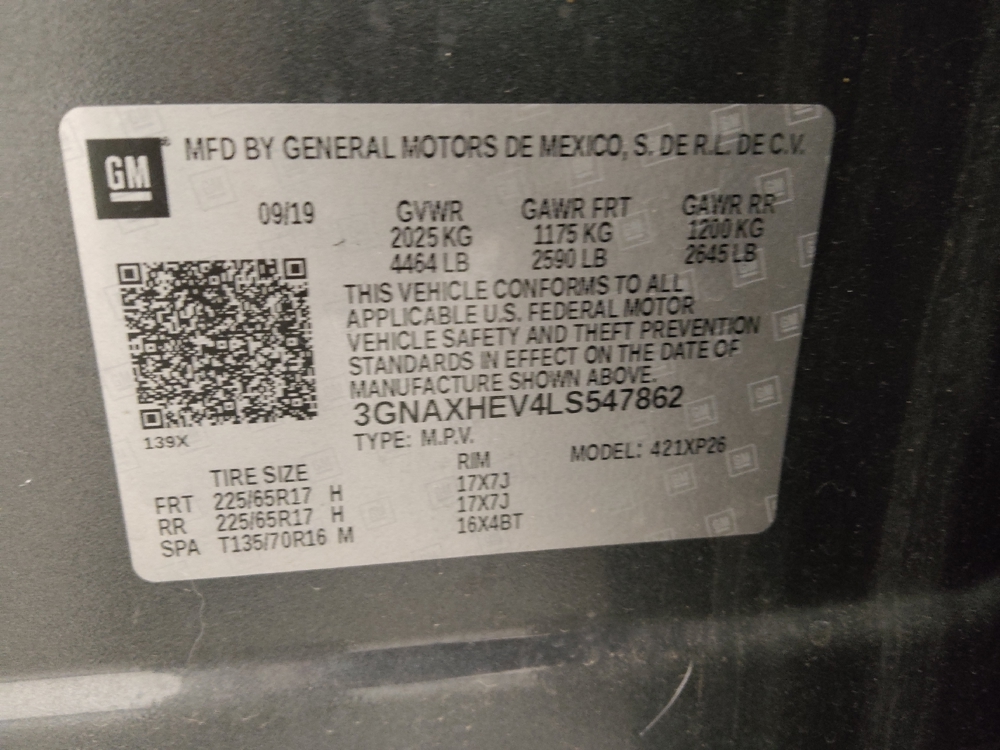 GM MFD BY GENERAL MOTORS DE MEXICO, S. DE R.L. DE C.V.
09/19 GVWR GAWR FRT GAWR RR
2025 KG 1175 KG 1200 KG
4464 LB 2590 LB 2645 LB
THIS VEHICLE CONFORMS TO ALL
APPLICABLE U.S. FEDERAL MOTOR
VEHICLE SAFETY AND THEFT PREVENTION
STANDARDS IN EFFECT ON THE DATE OF
MANUFACTURE SHOWN ABOVE.
3GNAXHEV4LS547862
139X TYPE: M.P.V. MODEL: 421XP26
TIRE SIZE RIM
FRT 225/65R17 H 17X7J
RR 225/65R17 H 17X7J
SPA T135/70R16 M 16X4BT